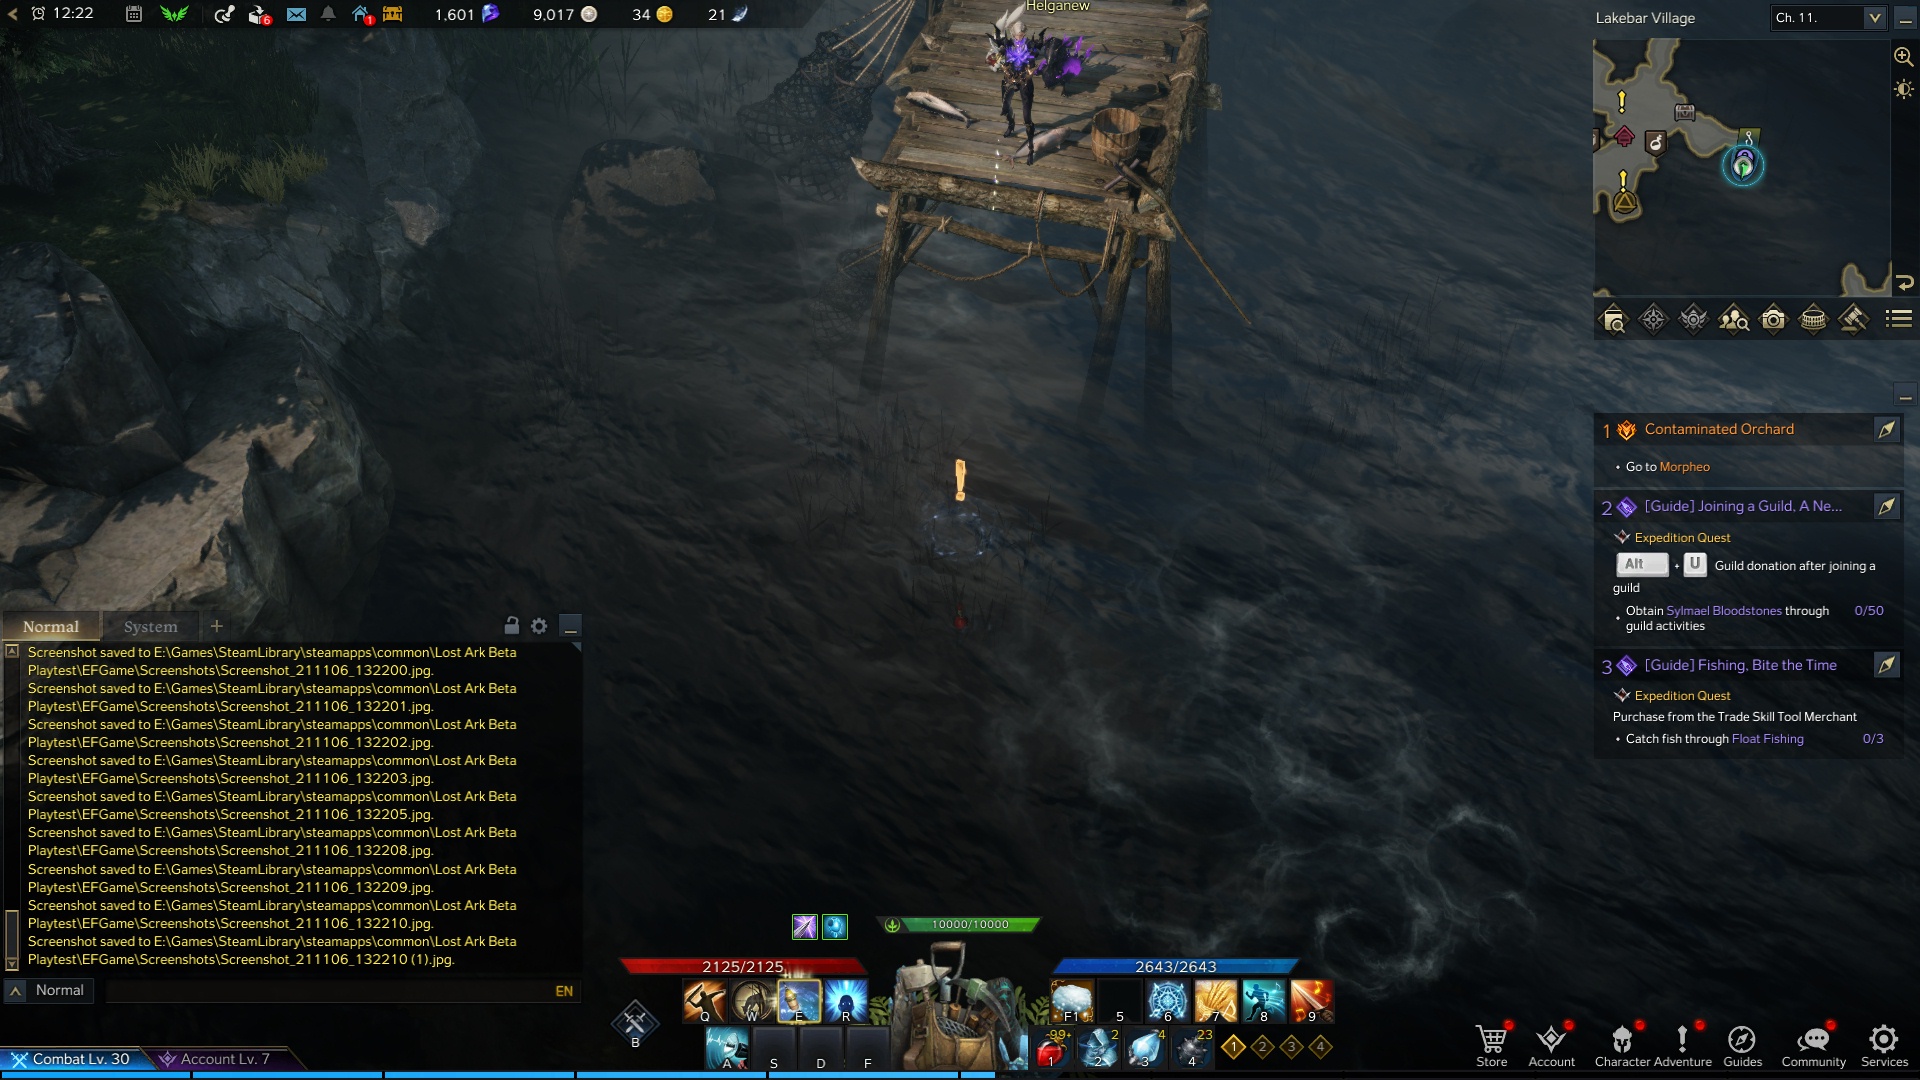 12:22
6
1
1,601
9,017
34
21
Helganew
Lakebar Village
Ch. 11.
1 Contaminated Orchard
• Go to Morpheo
2 [Guide] Joining a Guild, A Ne...
Expedition Quest
Alt + U Guild donation after joining a
guild
• Obtain Sylmael Bloodstones through 0/50
guild activities
3 [Guide] Fishing, Bite the Time
Expedition Quest
Purchase from the Trade Skill Tool Merchant
• Catch fish through Float Fishing 0/3
Normal System +
Screenshot saved to E:\Games\SteamLibrary\steamapps\common\Lost Ark Beta
Playtest\EFGame\Screenshots\Screenshot_211106_132200.jpg.
Screenshot saved to E:\Games\SteamLibrary\steamapps\common\Lost Ark Beta
Playtest\EFGame\Screenshots\Screenshot_211106_132201.jpg.
Screenshot saved to E:\Games\SteamLibrary\steamapps\common\Lost Ark Beta
Playtest\EFGame\Screenshots\Screenshot_211106_132202.jpg.
Screenshot saved to E:\Games\SteamLibrary\steamapps\common\Lost Ark Beta
Playtest\EFGame\Screenshots\Screenshot_211106_132203.jpg.
Screenshot saved to E:\Games\SteamLibrary\steamapps\common\Lost Ark Beta
Playtest\EFGame\Screenshots\Screenshot_211106_132205.jpg.
Screenshot saved to E:\Games\SteamLibrary\steamapps\common\Lost Ark Beta
Playtest\EFGame\Screenshots\Screenshot_211106_132208.jpg.
Screenshot saved to E:\Games\SteamLibrary\steamapps\common\Lost Ark Beta
Playtest\EFGame\Screenshots\Screenshot_211106_132209.jpg.
Screenshot saved to E:\Games\SteamLibrary\steamapps\common\Lost Ark Beta
Playtest\EFGame\Screenshots\Screenshot_211106_132210.jpg.
Screenshot saved to E:\Games\SteamLibrary\steamapps\common\Lost Ark Beta
Playtest\EFGame\Screenshots\Screenshot_211106_132210 (1).jpg.
Normal EN
10000/10000
2125/2125
2643/2643
Q W E R
F1 5 6 7 8 9
B
A S D F
99+ 2 4 23
1 2 3 4
1 2 3 4
Combat Lv. 30 Account Lv. 7
Store Account Character Adventure Guides Community Services